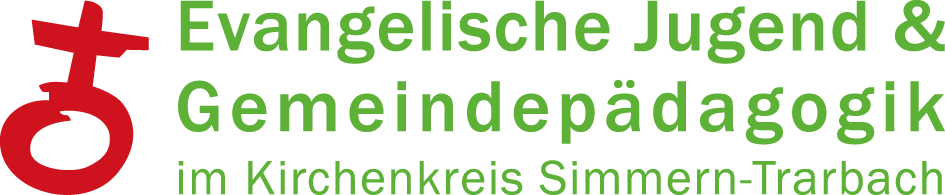 Evangelische Jugend &
Gemeindepädagogik
im Kirchenkreis Simmern-Trarbach